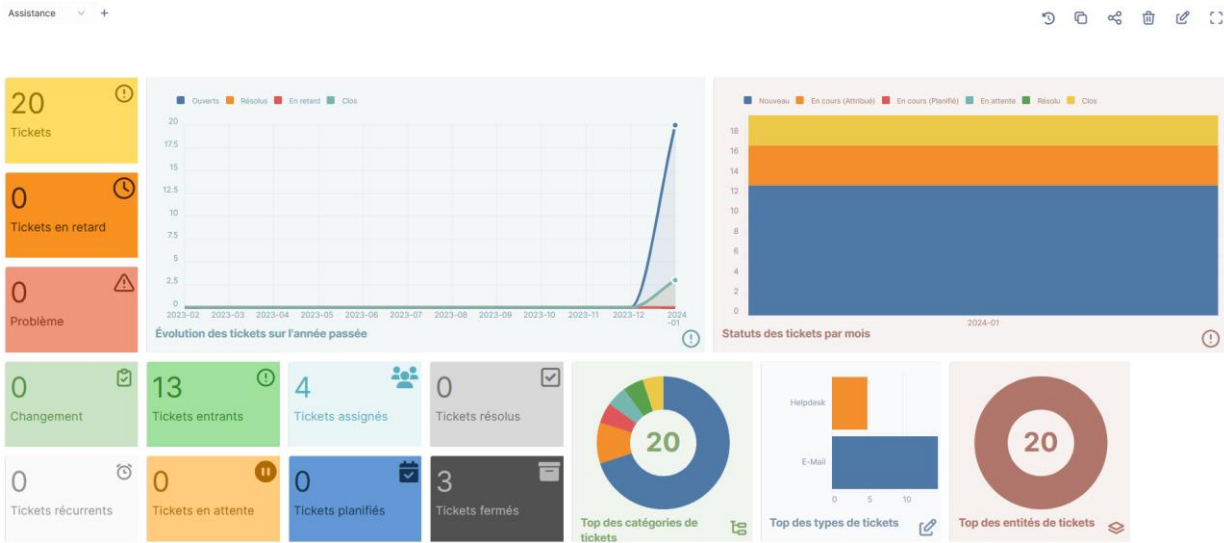 Assistance
20
Tickets
0
Tickets en retard
0
Problème
Ouverts Résolus En retard Clos
20
17.5
15
12.5
10
7.5
5
2.5
0
2023-02 2023-03 2023-04 2023-05 2023-06 2023-07 2023-08 2023-09 2023-10 2023-11 2023-12 2024
-01
Évolution des tickets sur l'année passée
Nouveau En cours (Attribué) En cours (Planifié) En attente Résolu Clos
18
16
14
12
10
8
6
4
2
0
2024-01
Statuts des tickets par mois
0
Changement
13
Tickets entrants
4
Tickets assignés
0
Tickets résolus
0
Tickets récurrents
0
Tickets en attente
0
Tickets planifiés
3
Tickets fermés
20
Top des catégories de
tickets
Helpdesk
E-Mail
0 5 10
Top des types de tickets
20
Top des entités de tickets